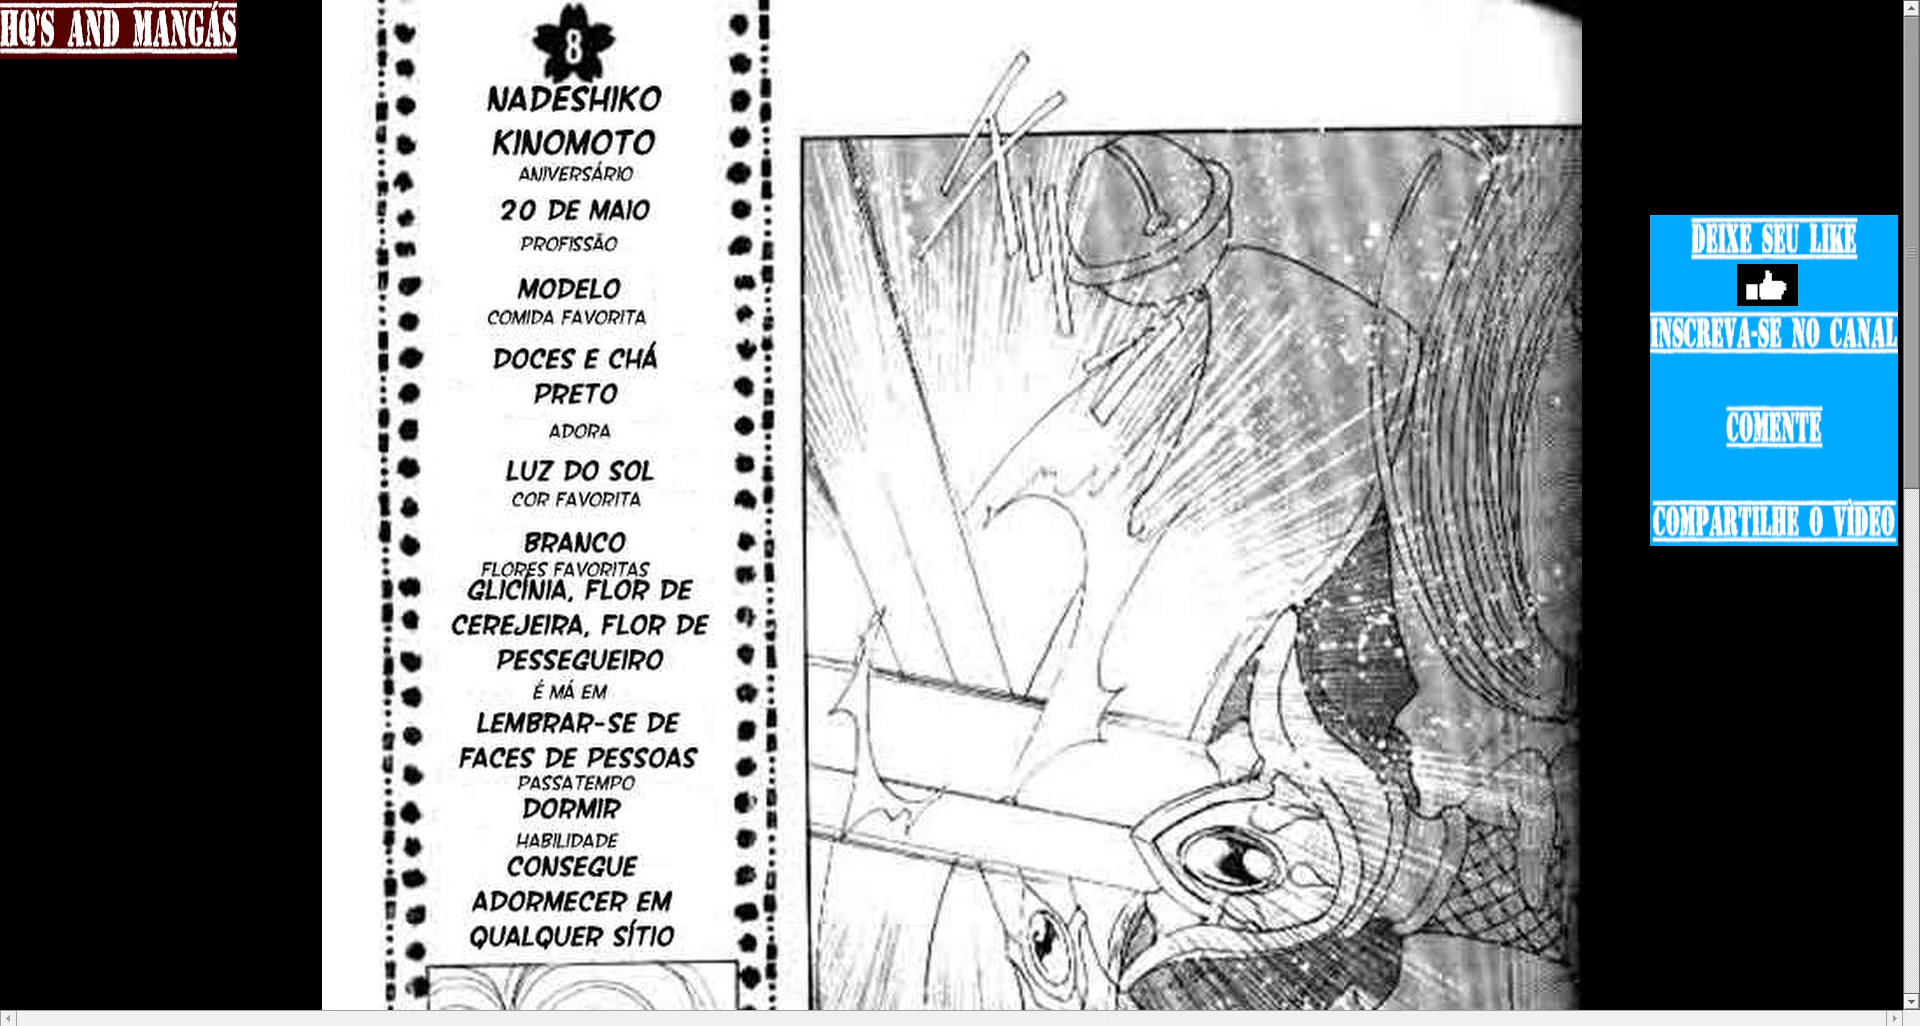 HQ'S AND MANGÁS
8
NADESHIKO
KINOMOTO
ANIVERSÁRIO
20 DE MAIO
PROFISSÃO
MODELO
COMIDA FAVORITA
DOCES E CHÁ
PRETO
ADORA
LUZ DO SOL
COR FAVORITA
BRANCO
FLORES FAVORITAS
GLICÍNIA, FLOR DE
CEREJEIRA, FLOR DE
PESSEGUEIRO
É MÁ EM
LEMBRAR-SE DE
FACES DE PESSOAS
PASSATEMPO
DORMIR
HABILIDADE
CONSEGUE
ADORMECER EM
QUALQUER SÍTIO
DEIXE SEU LIKE
INSCREVA-SE NO CANAL
COMENTE
COMPARTILHE O VÌDEO